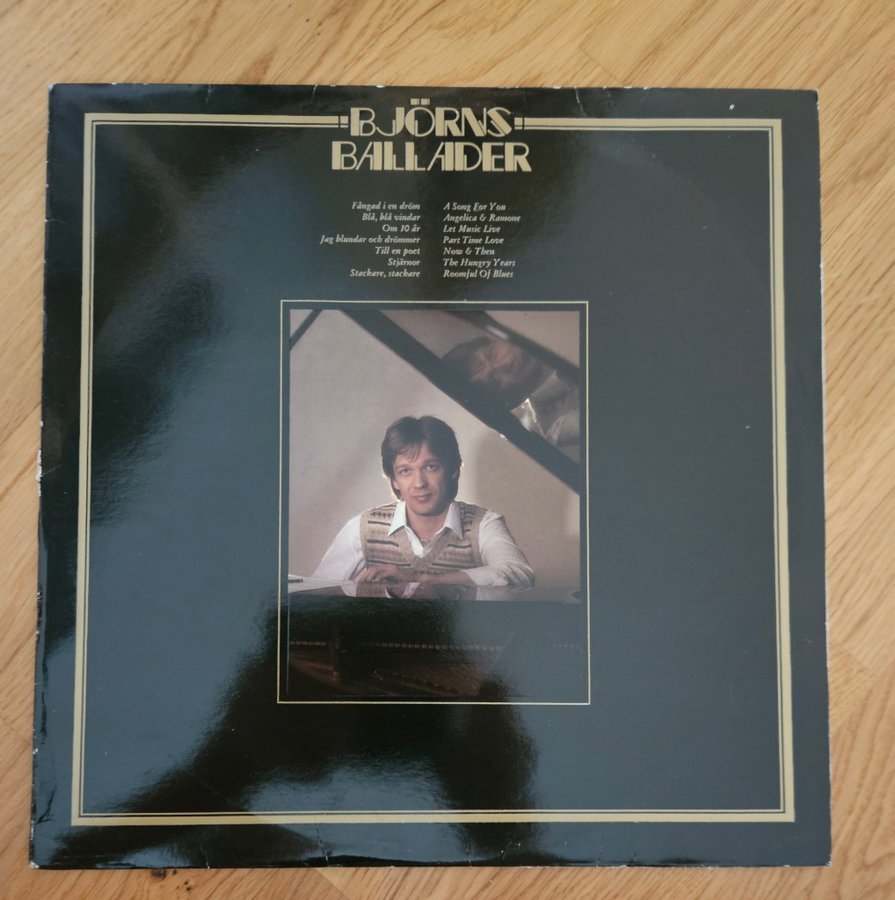 BJÖRNS
BALLADER
Fångad i en dröm
Blå, blå vindar
Om 10 år
Jag blundar och drömmer
Till en poet
Stjärnor
Stackare, stackare
A Song For You
Angelica & Ramone
Let Music Live
Part Time Love
Now & Then
The Hungry Years
Roomful Of Blues